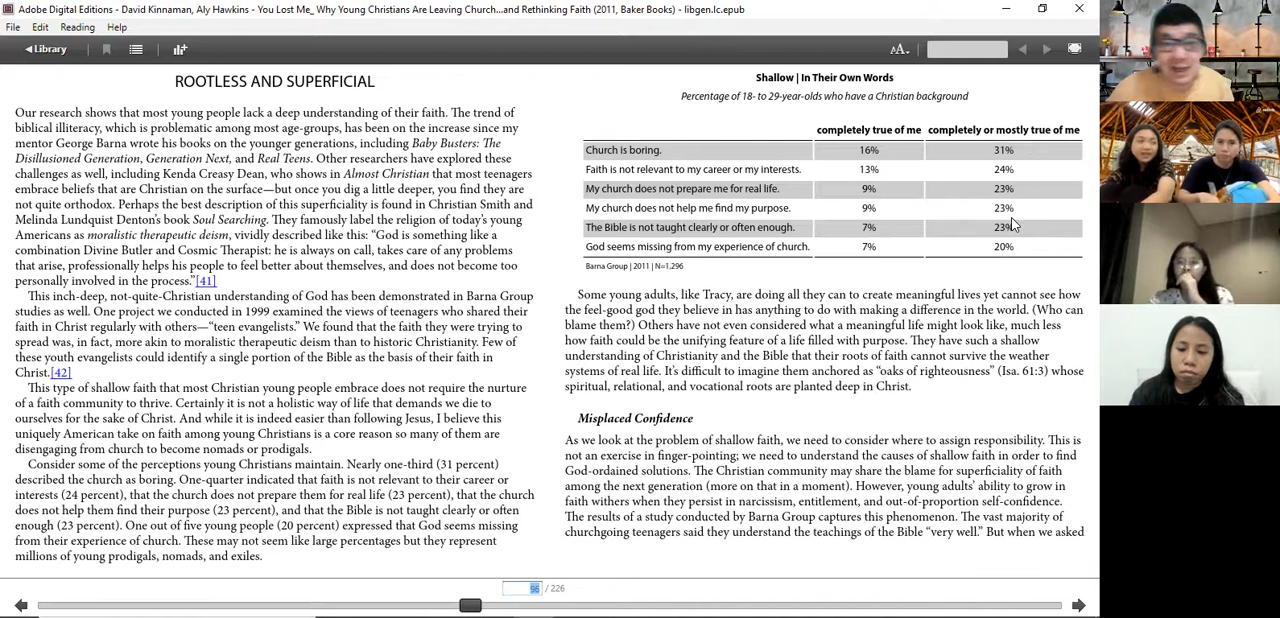 Adobe Digital Editions - David Kinnaman, Aly Hawkins - You Lost Me_ Why Young Christians Are Leaving Church...and Rethinking Faith (2011, Baker Books) - libgen.lc.epub
File Edit Reading Help
Library
AA
ROOTLESS AND SUPERFICIAL
Our research shows that most young people lack a deep understanding of their faith. The trend of
biblical illiteracy, which is problematic among most age-groups, has been on the increase since my
mentor George Barna wrote his books on the younger generations, including Baby Busters: The
Disillusioned Generation, Generation Next, and Real Teens. Other researchers have explored these
challenges as well, including Kenda Creasy Dean, who shows in Almost Christian that most teenagers
embrace beliefs that are Christian on the surface—but once you dig a little deeper, you find they are
not quite orthodox. Perhaps the best description of this superficiality is found in Christian Smith and
Melinda Lundquist Denton's book Soul Searching. They famously label the religion of today's young
Americans as moralistic therapeutic deism, vividly described like this: “God is something like a
combination Divine Butler and Cosmic Therapist: he is always on call, takes care of any problems
that arise, professionally helps his people to feel better about themselves, and does not become too
personally involved in the process.”[41]
This inch-deep, not-quite-Christian understanding of God has been demonstrated in Barna Group
studies as well. One project we conducted in 1999 examined the views of teenagers who shared their
faith in Christ regularly with others—“teen evangelists.” We found that the faith they were trying to
spread was, in fact, more akin to moralistic therapeutic deism than to historic Christianity. Few of
these youth evangelists could identify a single portion of the Bible as the basis of their faith in
Christ.[42]
This type of shallow faith that most Christian young people embrace does not require the nurture
of a faith community to thrive. Certainly it is not a holistic way of life that demands we die to
ourselves for the sake of Christ. And while it is indeed easier than following Jesus, I believe this
uniquely American take on faith among young Christians is a core reason so many of them are
disengaging from church to become nomads or prodigals.
Consider some of the perceptions young Christians maintain. Nearly one-third (31 percent)
described the church as boring. One-quarter indicated that faith is not relevant to their career or
interests (24 percent), that the church does not prepare them for real life (23 percent), that the church
does not help them find their purpose (23 percent), and that the Bible is not taught clearly or often
enough (23 percent). One out of five young people (20 percent) expressed that God seems missing
from their experience of church. These may not seem like large percentages but they represent
millions of young prodigals, nomads, and exiles.
Shallow | In Their Own Words
Percentage of 18- to 29-year-olds who have a Christian background
completely true of me completely or mostly true of me
Church is boring. 16% 31%
Faith is not relevant to my career or my interests. 13% 24%
My church does not prepare me for real life. 9% 23%
My church does not help me find my purpose. 9% 23%
The Bible is not taught clearly or often enough. 7% 23%
God seems missing from my experience of church. 7% 20%
Barna Group | 2011 | N=1,296
Some young adults, like Tracy, are doing all they can to create meaningful lives yet cannot see how
the feel-good god they believe in has anything to do with making a difference in the world. (Who can
blame them?) Others have not even considered what a meaningful life might look like, much less
how faith could be the unifying feature of a life filled with purpose. They have such a shallow
understanding of Christianity and the Bible that their roots of faith cannot survive the weather
systems of real life. It's difficult to imagine them anchored as “oaks of righteousness” (Isa. 61:3) whose
spiritual, relational, and vocational roots are planted deep in Christ.
Misplaced Confidence
As we look at the problem of shallow faith, we need to consider where to assign responsibility. This is
not an exercise in finger-pointing; we need to understand the causes of shallow faith in order to find
God-ordained solutions. The Christian community may share the blame for superficiality of faith
among the next generation (more on that in a moment). However, young adults' ability to grow in
faith withers when they persist in narcissism, entitlement, and out-of-proportion self-confidence.
The results of a study conducted by Barna Group captures this phenomenon. The vast majority of
churchgoing teenagers said they understand the teachings of the Bible “very well.” But when we asked
96 / 226